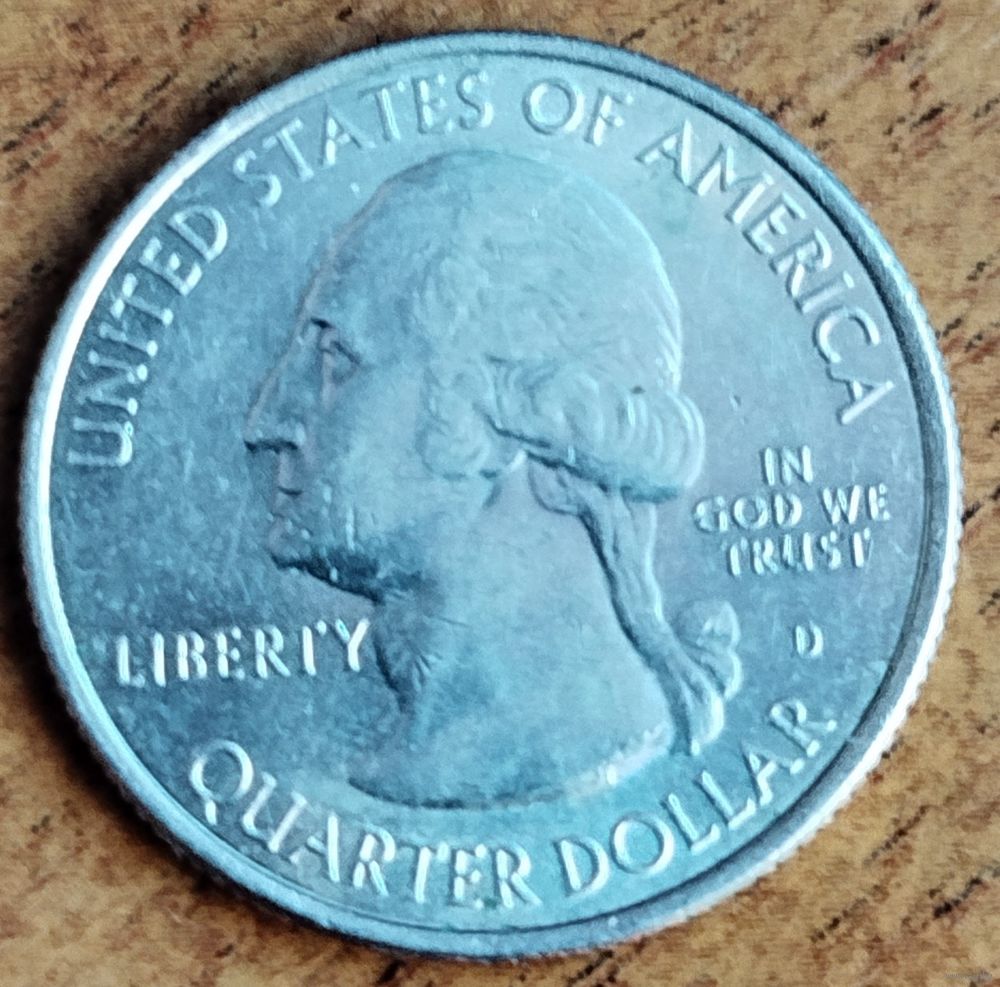 UNITED STATES OF AMERICA
IN
GOD WE
TRUST
LIBERTY
D
QUARTER DOLLAR